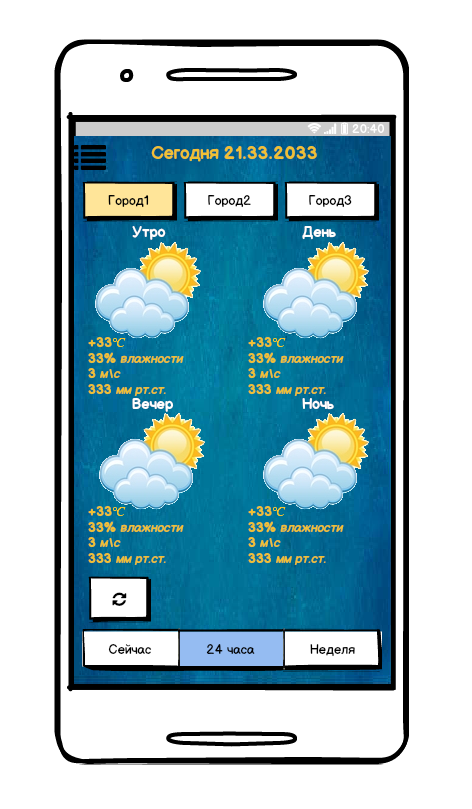 20:40
Сегодня 21.33.2033
Город1 Город2 Город3
Утро День
+33℃ +33℃
33% влажности 33% влажности
3 м\с 3 м\с
333 мм рт.ст. 333 мм рт.ст.
Вечер Ночь
+33℃ +33℃
33% влажности 33% влажности
3 м\с 3 м\с
333 мм рт.ст. 333 мм рт.ст.
Сейчас 24 часа Неделя